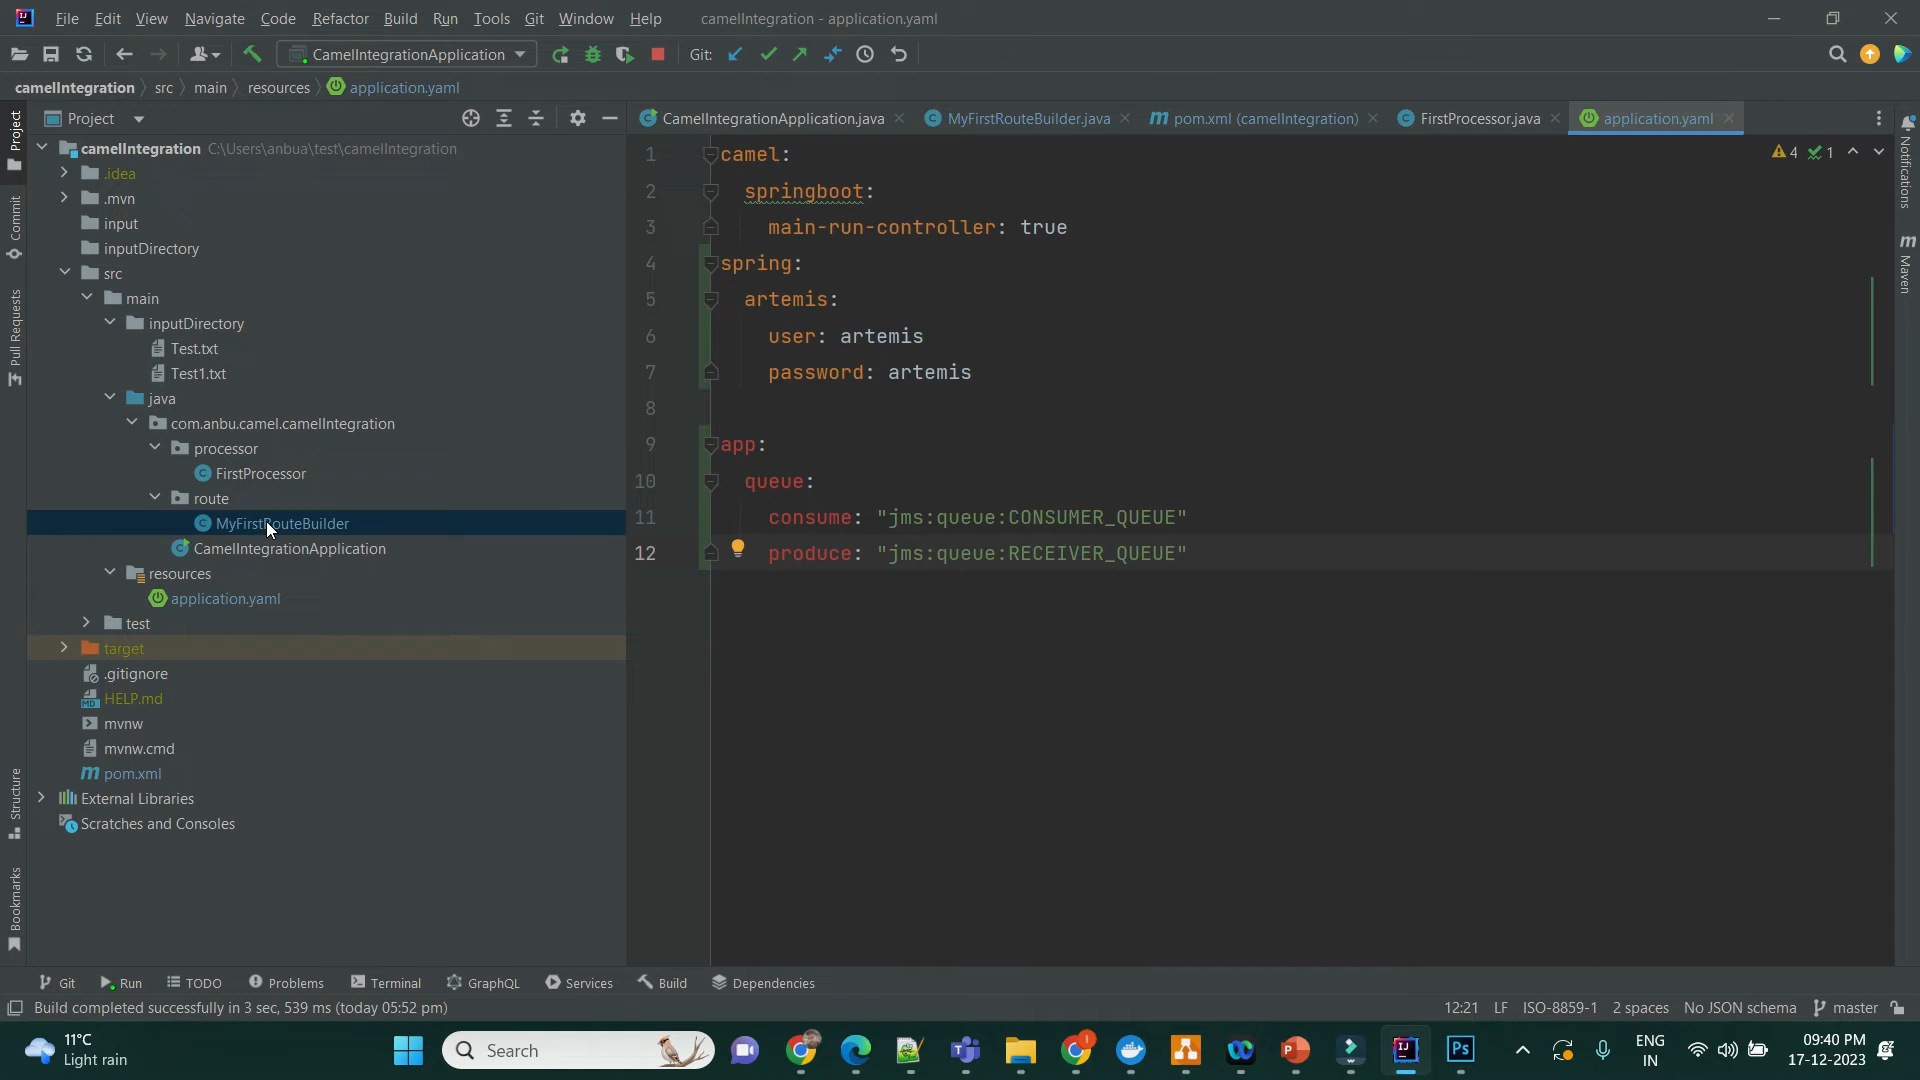 File Edit View Navigate Code Refactor Build Run Tools Git Window Help camelIntegration - application.yaml
CamelIntegrationApplication Git:
camelIntegration src main resources application.yaml
Project CamelIntegrationApplication.java MyFirstRouteBuilder.java pom.xml (camelIntegration) FirstProcessor.java application.yaml
camelIntegration C:\Users\anbua\test\camelIntegration
.idea
.mvn
input
inputDirectory
src
main
inputDirectory
Test.txt
Test1.txt
java
com.anbu.camel.camelIntegration
processor
FirstProcessor
route
MyFirstRouteBuilder
CamelIntegrationApplication
resources
application.yaml
test
target
.gitignore
HELP.md
mvnw
mvnw.cmd
pom.xml
External Libraries
Scratches and Consoles
1 camel:
2 springboot:
3 main-run-controller: true
4 spring:
5 artemis:
6 user: artemis
7 password: artemis
8
9 app:
10 queue:
11 consume: "jms:queue:CONSUMER_QUEUE"
12 produce: "jms:queue:RECEIVER_QUEUE"
4 1
Project
Commit
Pull Requests
Structure
Bookmarks
Notifications
Maven
Git Run TODO Problems Terminal GraphQL Services Build Dependencies
Build completed successfully in 3 sec, 539 ms (today 05:52 pm) 12:21 LF ISO-8859-1 2 spaces No JSON schema master
11°C
Light rain
Search
ENG
IN
09:40 PM
17-12-2023